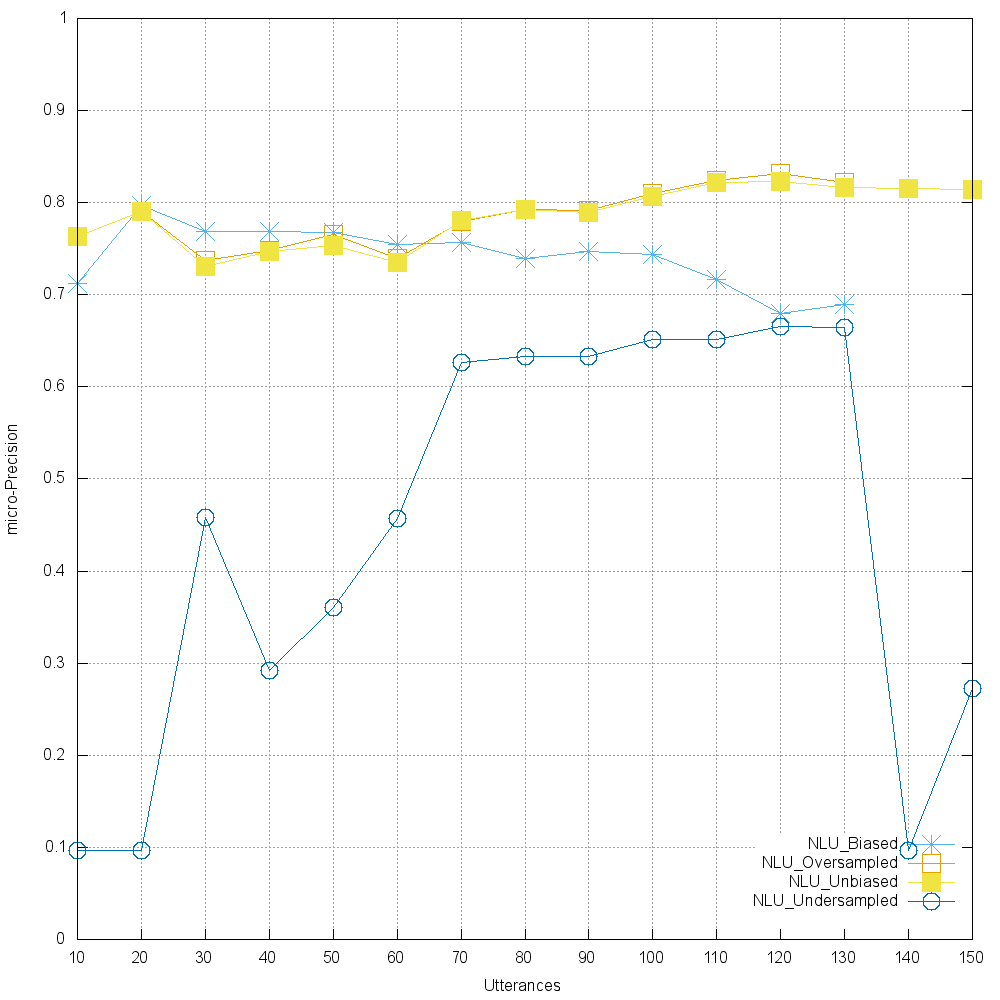 1
0.9
0.8
0.7
0.6
0.5
0.4
0.3
0.2
0.1
0
micro-Precision
NLU_Biased
NLU_Oversampled
NLU_Unbiased
NLU_Undersampled
10 20 30 40 50 60 70 80 90 100 110 120 130 140 150
Utterances